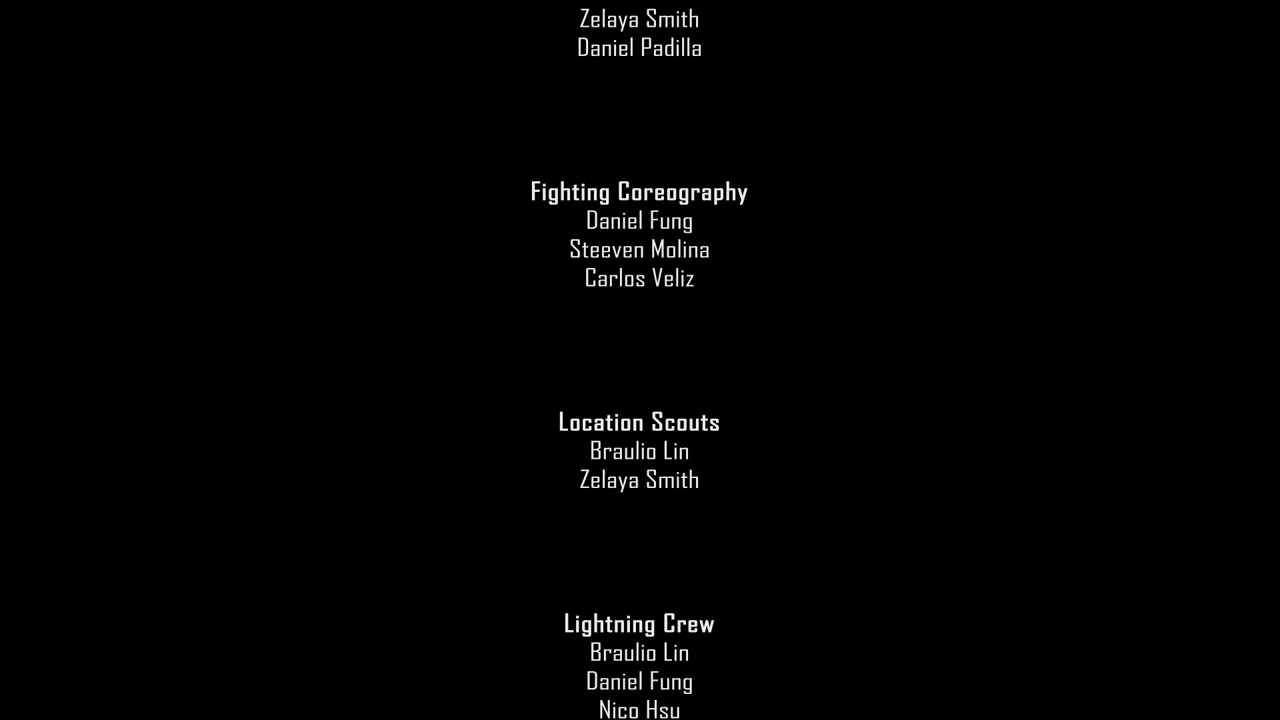 Zelaya Smith
Daniel Padilla
Fighting Coreography
Daniel Fung
Steeven Molina
Carlos Veliz
Location Scouts
Braulio Lin
Zelaya Smith
Lightning Crew
Braulio Lin
Daniel Fung
Nico Hsu